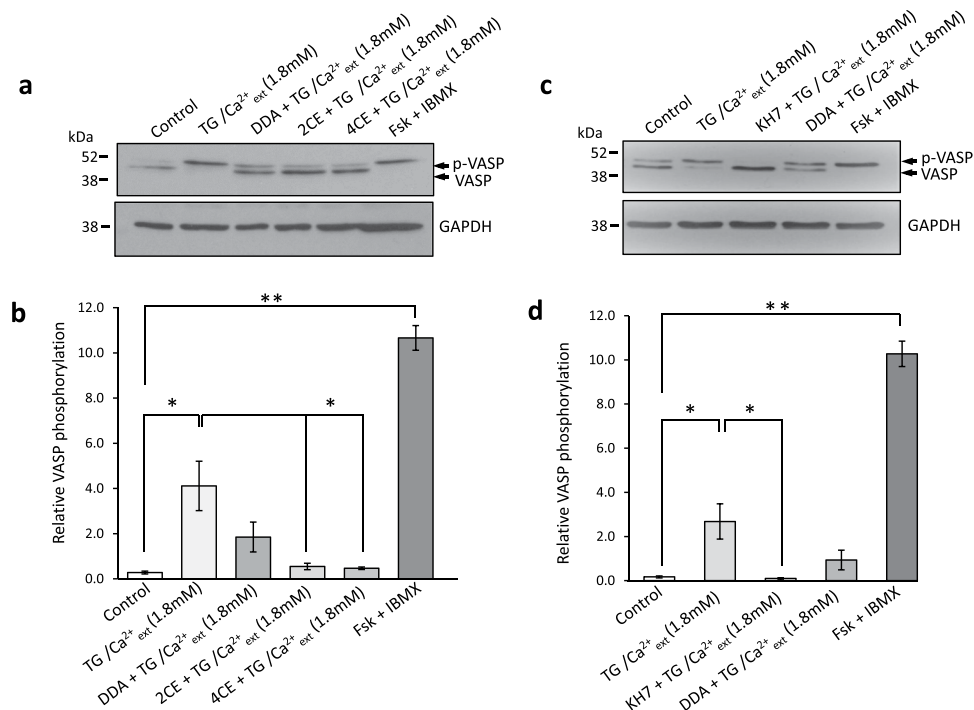 a
Control
TG /Ca²⁺ext (1.8mM)
DDA + TG /Ca²⁺ext (1.8mM)
2CE + TG /Ca²⁺ext (1.8mM)
4CE + TG /Ca²⁺ext (1.8mM)
Fsk + IBMX
kDa
52
38
p-VASP
VASP
38
GAPDH
c
Control
TG /Ca²⁺ext (1.8mM)
KH7 + TG / Ca²⁺ext (1.8mM)
DDA + TG /Ca²⁺ext (1.8mM)
Fsk + IBMX
kDa
52
38
p-VASP
VASP
38
GAPDH
b
Relative VASP phosphorylation
12.0
10.0
8.0
6.0
4.0
2.0
0.0
**
*
*
Control
TG /Ca²⁺ext (1.8mM)
DDA + TG /Ca²⁺ext (1.8mM)
2CE + TG /Ca²⁺ext (1.8mM)
4CE + TG /Ca²⁺ext (1.8mM)
Fsk + IBMX
d
Relative VASP phosphorylation
12.0
10.0
8.0
6.0
4.0
2.0
0.0
**
*
*
Control
TG /Ca²⁺ext (1.8mM)
KH7 + TG /Ca²⁺ext (1.8mM)
DDA + TG /Ca²⁺ext (1.8mM)
Fsk + IBMX